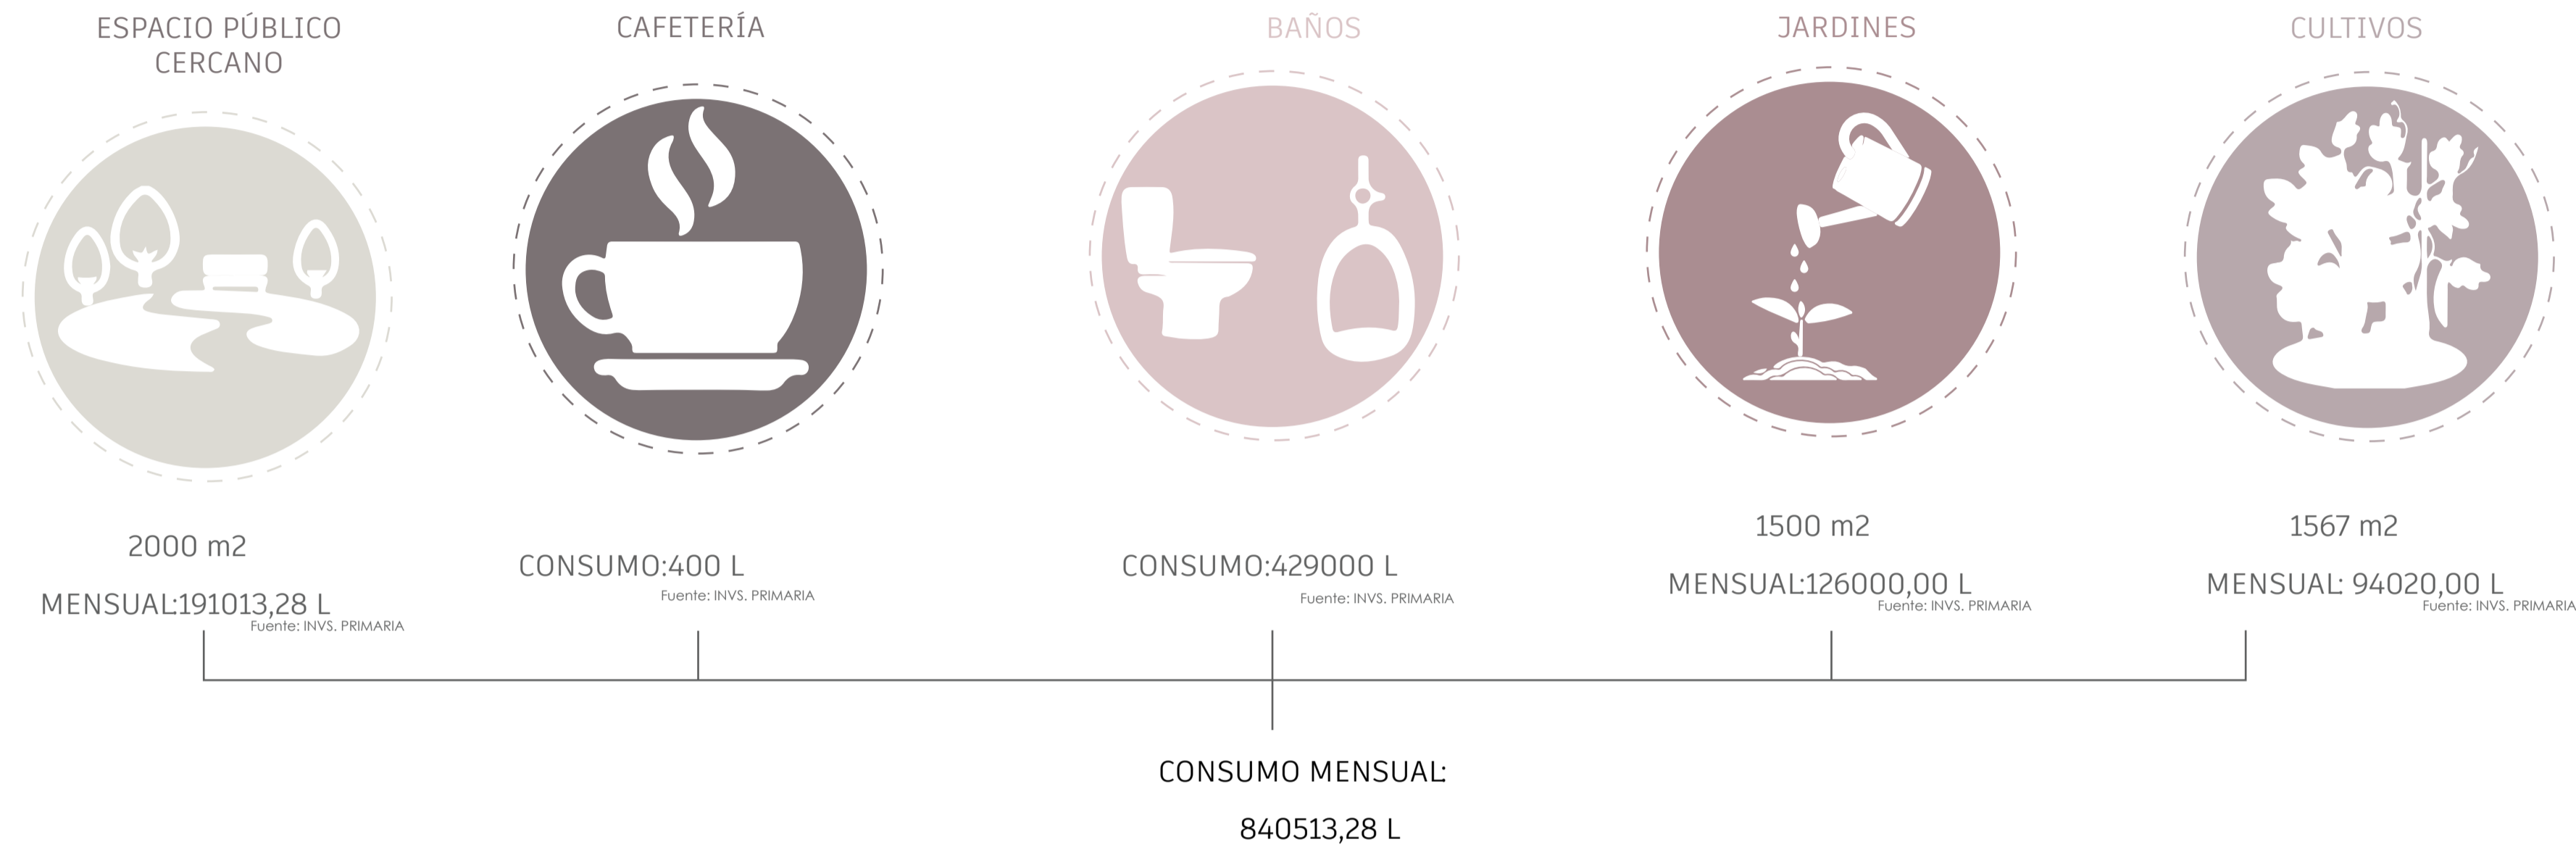 ESPACIO PÚBLICO
CERCANO
2000 m2
MENSUAL:191013,28 L
Fuente: INVS. PRIMARIA
CAFETERÍA
CONSUMO:400 L
Fuente: INVS. PRIMARIA
BAÑOS
CONSUMO:429000 L
Fuente: INVS. PRIMARIA
JARDINES
1500 m2
MENSUAL:126000,00 L
Fuente: INVS. PRIMARIA
CULTIVOS
1567 m2
MENSUAL: 94020,00 L
Fuente: INVS. PRIMARIA
CONSUMO MENSUAL:
840513,28 L